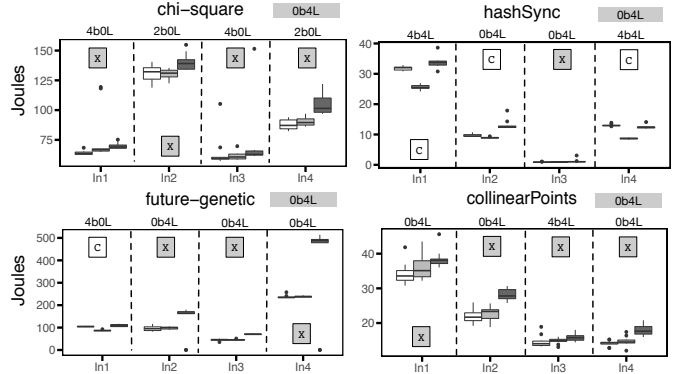 chi-square 0b4L
4b0L 2b0L 4b0L 2b0L
Joules
150
125
100
75
X X X X
In1 In2 In3 In4
hashSync 0b4L
4b4L 0b4L 0b4L 4b4L
40
30
20
10
0
C C X C
In1 In2 In3 In4
future-genetic 0b4L
4b0L 0b4L 0b4L 0b4L
Joules
500
400
300
200
100
0
C X X X
In1 In2 In3 In4
collinearPoints 0b4L
0b4L 0b4L 4b4L 0b4L
40
30
20
X X X X
In1 In2 In3 In4